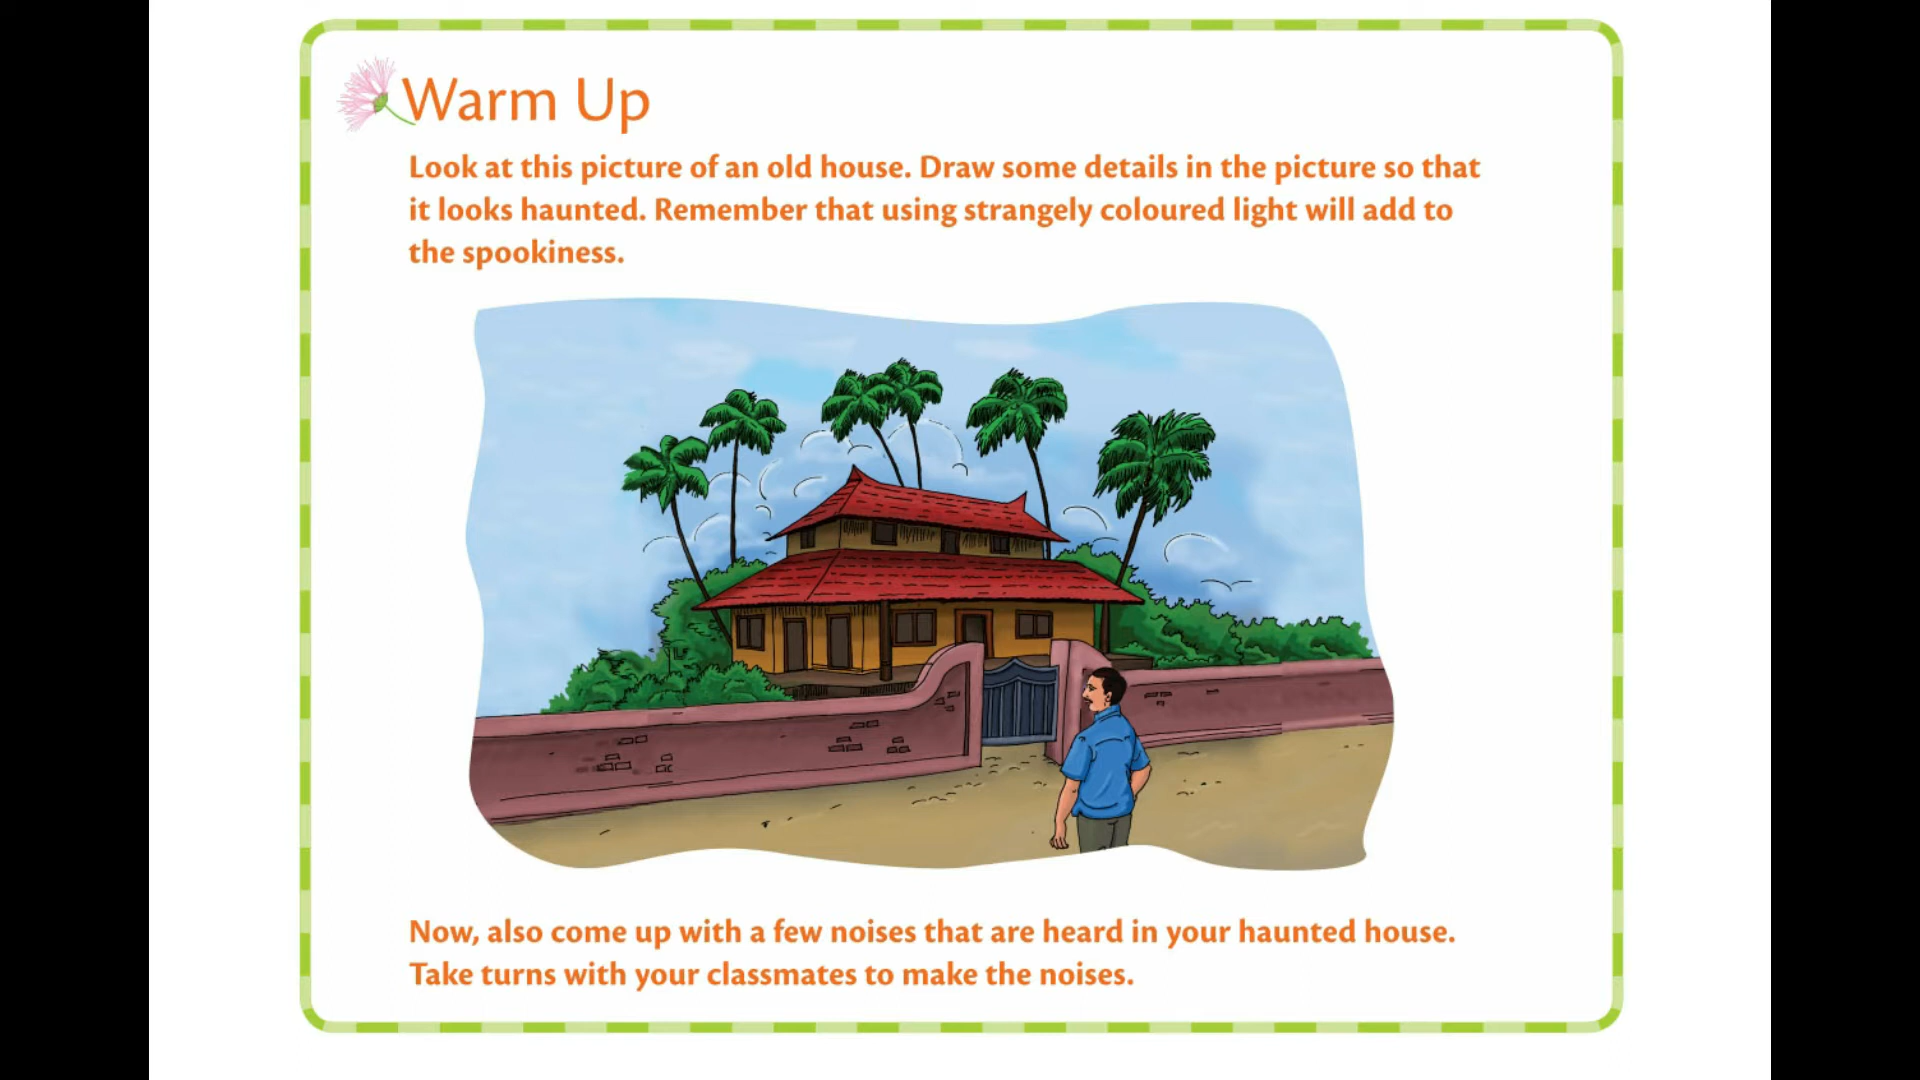 Warm Up
Look at this picture of an old house. Draw some details in the picture so that
it looks haunted. Remember that using strangely coloured light will add to
the spookiness.
Now, also come up with a few noises that are heard in your haunted house.
Take turns with your classmates to make the noises.